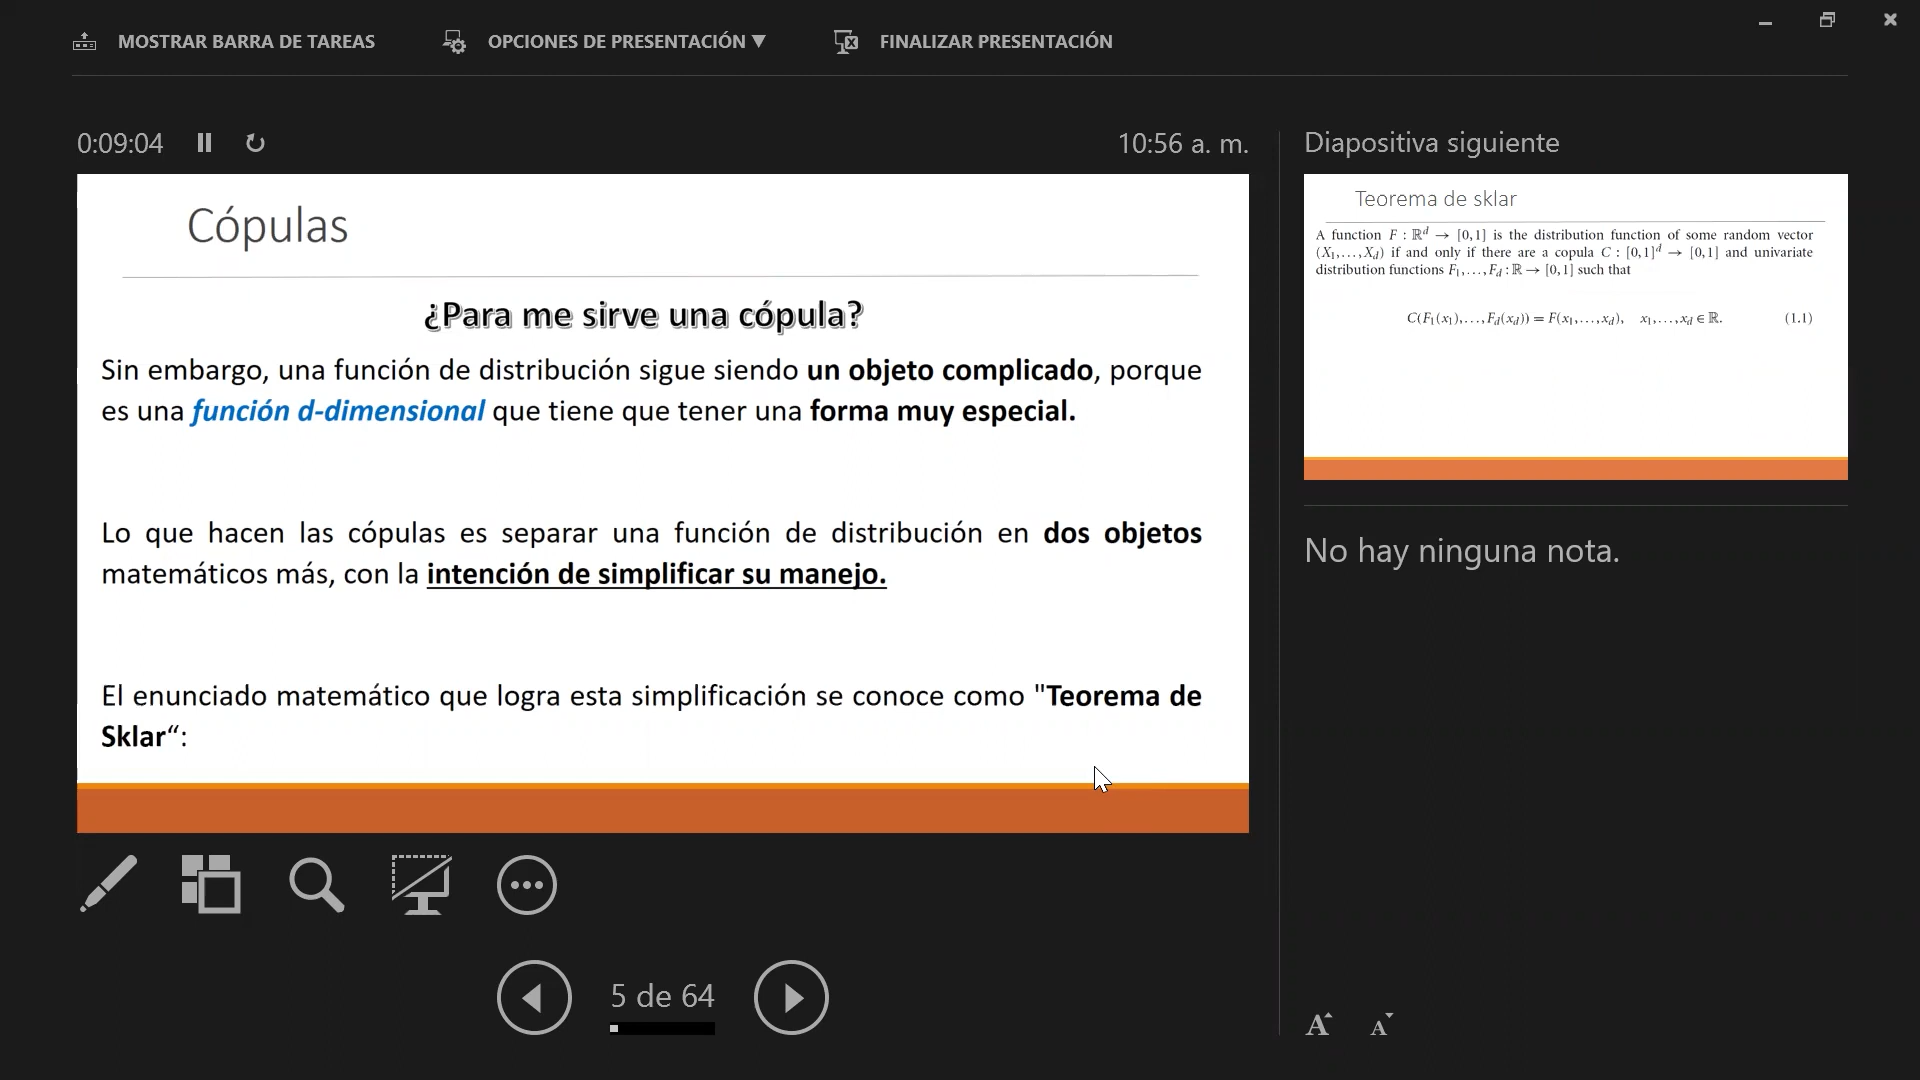 MOSTRAR BARRA DE TAREAS
OPCIONES DE PRESENTACIÓN ▼
FINALIZAR PRESENTACIÓN
0:09:04
10:56 a. m.
Cópulas
¿Para me sirve una cópula?
Sin embargo, una función de distribución sigue siendo un objeto complicado, porque
es una función d-dimensional que tiene que tener una forma muy especial.
Lo que hacen las cópulas es separar una función de distribución en dos objetos
matemáticos más, con la intención de simplificar su manejo.
El enunciado matemático que logra esta simplificación se conoce como "Teorema de
Sklar“:
5 de 64
Diapositiva siguiente
Teorema de sklar
A function F : ℝᵈ → [0,1] is the distribution function of some random vector
(X₁,…,X_d) if and only if there are a copula C : [0,1]ᵈ → [0,1] and univariate
distribution functions F₁,…,F_d : ℝ → [0,1] such that
C(F₁(x₁),…,F_d(x_d)) = F(x₁,…,x_d), x₁,…,x_d ∈ ℝ. (1.1)
No hay ninguna nota.
A A